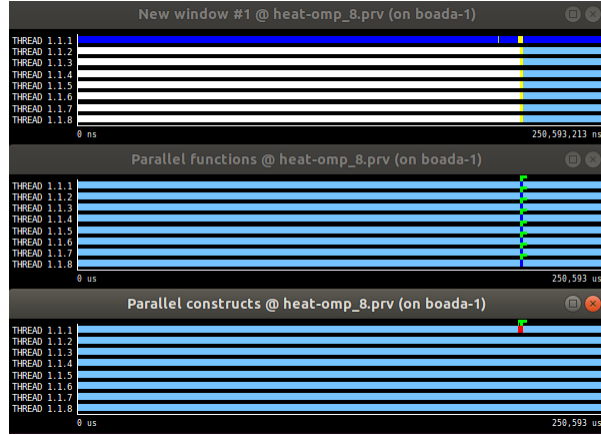 New window #1 @ heat-omp_8.prv (on boada-1)
THREAD 1.1.1
THREAD 1.1.2
THREAD 1.1.3
THREAD 1.1.4
THREAD 1.1.5
THREAD 1.1.6
THREAD 1.1.7
THREAD 1.1.8
0 ns 250,593,213 ns
Parallel functions @ heat-omp_8.prv (on boada-1)
THREAD 1.1.1
THREAD 1.1.2
THREAD 1.1.3
THREAD 1.1.4
THREAD 1.1.5
THREAD 1.1.6
THREAD 1.1.7
THREAD 1.1.8
0 us 250,593 us
Parallel constructs @ heat-omp_8.prv (on boada-1)
THREAD 1.1.1
THREAD 1.1.2
THREAD 1.1.3
THREAD 1.1.4
THREAD 1.1.5
THREAD 1.1.6
THREAD 1.1.7
THREAD 1.1.8
0 us 250,593 us